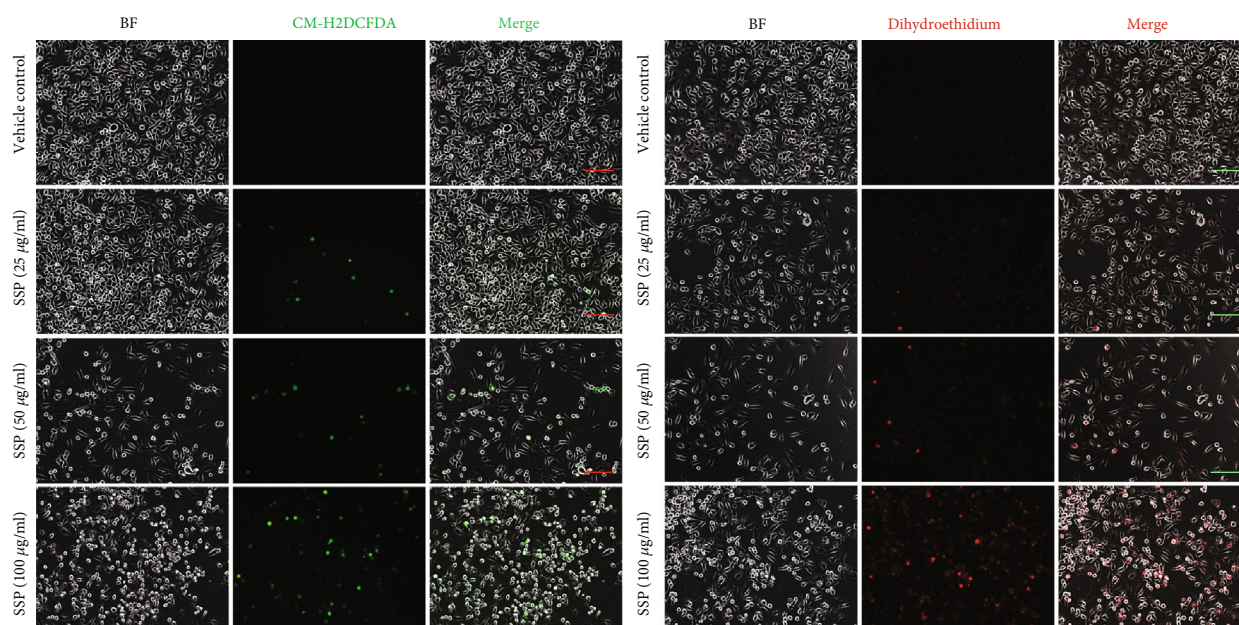 BF CM-H2DCFDA Merge
Vehicle control
SSP (25 μg/ml)
SSP (50 μg/ml)
SSP (100 μg/ml)
BF Dihydroethidium Merge
Vehicle control
SSP (25 μg/ml)
SSP (50 μg/ml)
SSP (100 μg/ml)